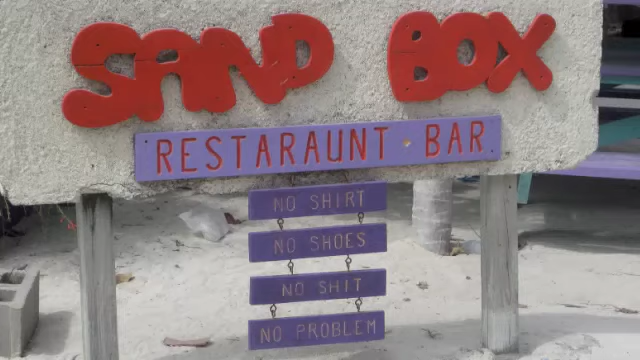 SAND BOX
RESTARAUNT · BAR
NO SHIRT
NO SHOES
NO SHIT
NO PROBLEM